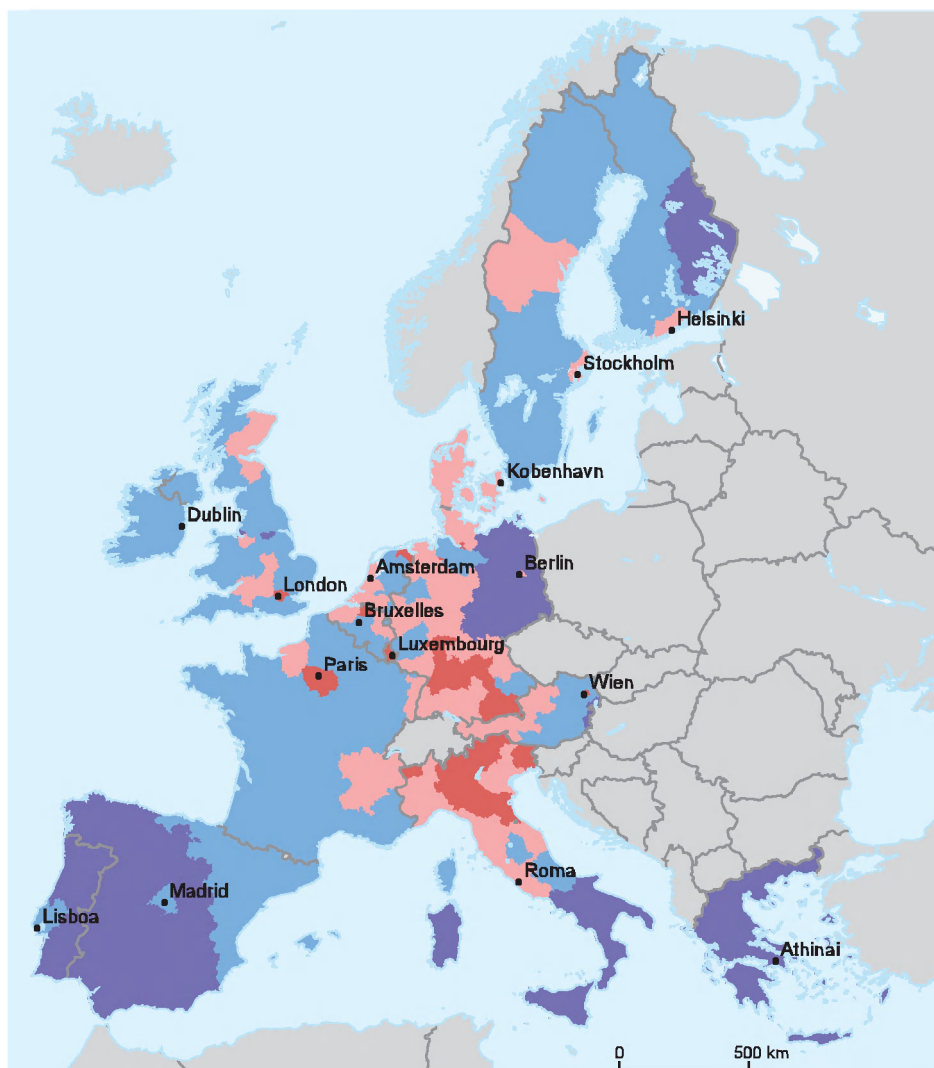 Helsinki
Stockholm
Kobenhavn
Dublin
Amsterdam
Berlin
London
Bruxelles
Luxembourg
Paris
Wien
Roma
Madrid
Lisboa
Athinai
0 500 km